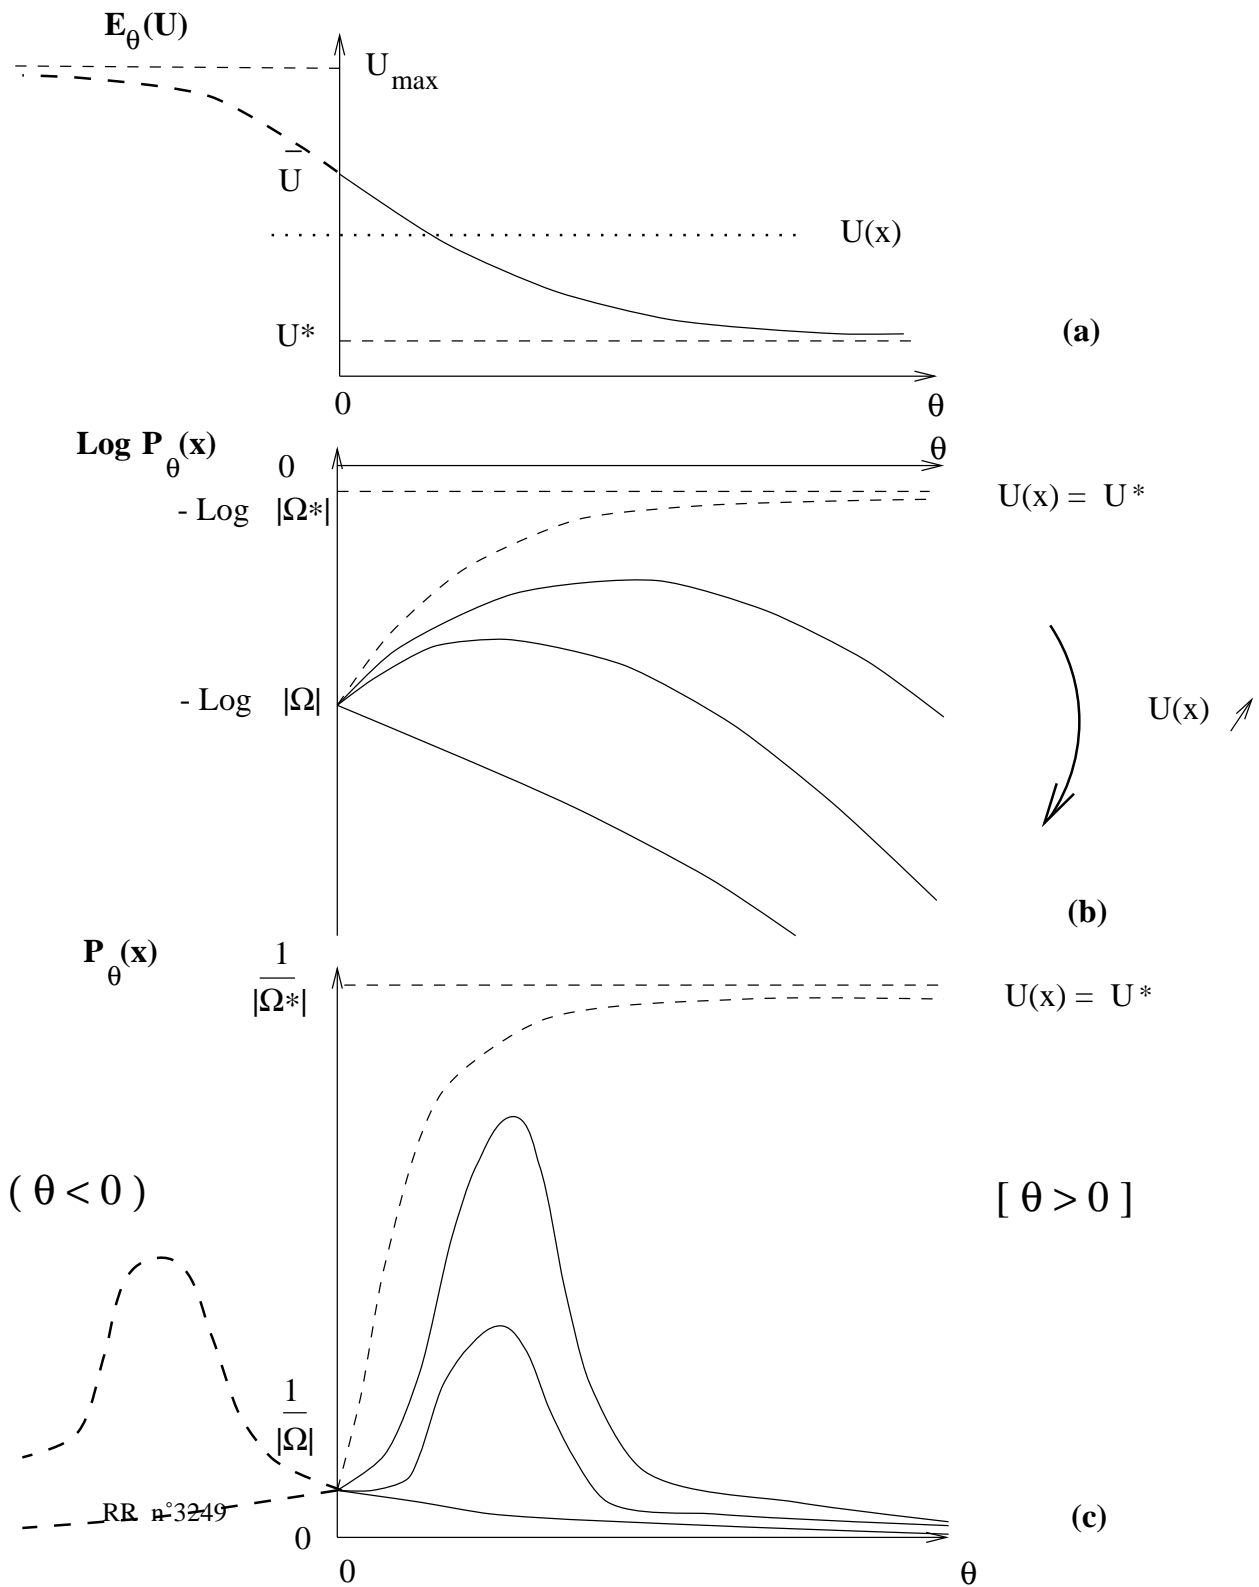 E_θ(U)
U_max
Ū
U(x)
U*
(a)
0 θ
Log P_θ(x) 0 θ
- Log |Ω*| U(x) = U*
- Log |Ω| U(x) ↗
(b)
P_θ(x) 1/|Ω*| U(x) = U*
( θ < 0 ) [ θ > 0 ]
1/|Ω|
RR n°3249
0 (c)
0 θ